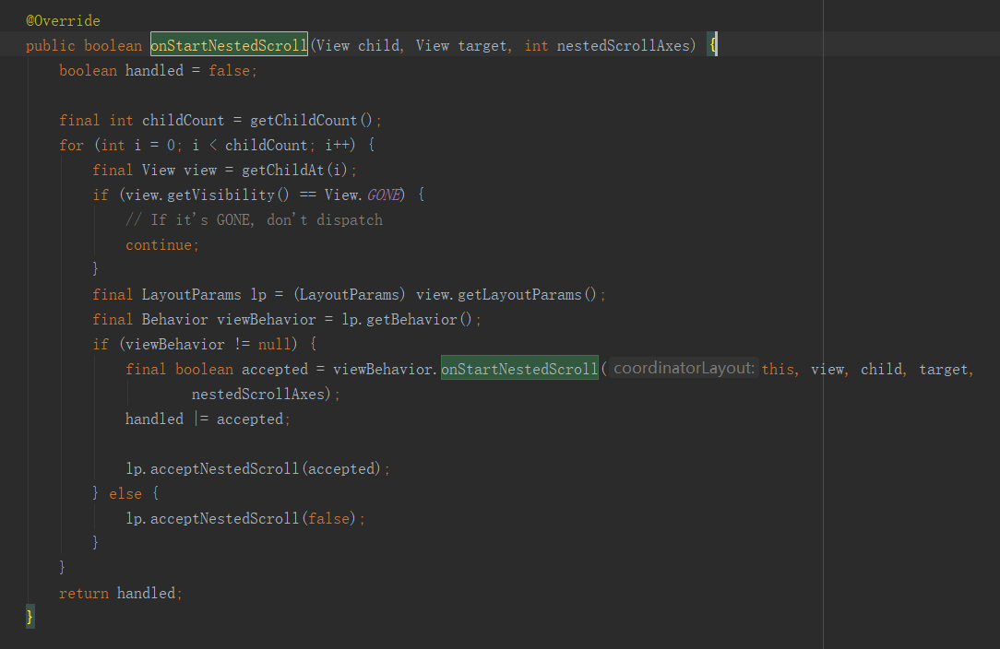 @Override
public boolean onStartNestedScroll(View child, View target, int nestedScrollAxes) {
    boolean handled = false;

    final int childCount = getChildCount();
    for (int i = 0; i < childCount; i++) {
        final View view = getChildAt(i);
        if (view.getVisibility() == View.GONE) {
            // If it's GONE, don't dispatch
            continue;
        }
        final LayoutParams lp = (LayoutParams) view.getLayoutParams();
        final Behavior viewBehavior = lp.getBehavior();
        if (viewBehavior != null) {
            final boolean accepted = viewBehavior.onStartNestedScroll( coordinatorLayout: this, view, child, target,
                    nestedScrollAxes);
            handled |= accepted;

            lp.acceptNestedScroll(accepted);
        } else {
            lp.acceptNestedScroll(false);
        }
    }
    return handled;
}